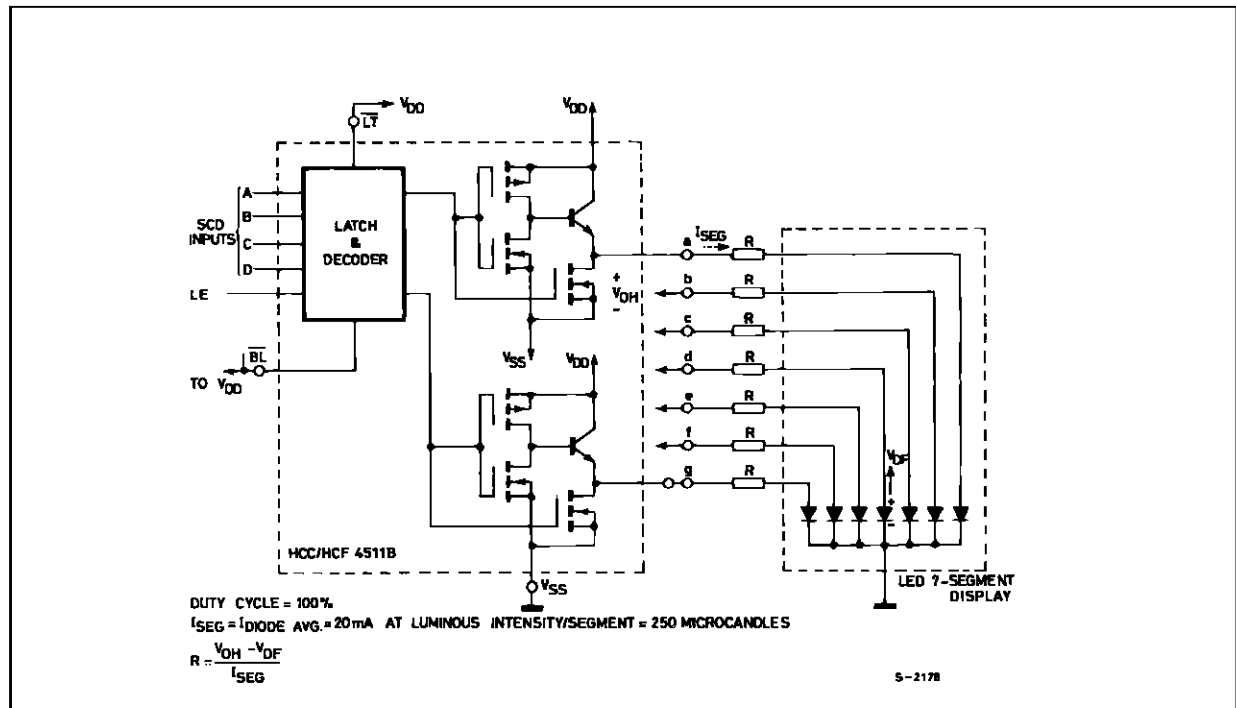 V_DD
V_DD
L̅T̅
A
B
C
D
SCD
INPUTS
LATCH
&
DECODER
LE
B̅L̅
TO V_DD
a
I_SEG
R
+
V_OH
-
b
R
c
R
V_SS
V_DD
d
R
e
R
f
R
V_DF
g
R
+
-
HCC/HCF 4511B
V_SS
LED 7-SEGMENT
DISPLAY
DUTY CYCLE = 100%
I_SEG = I_DIODE AVG. = 20mA AT LUMINOUS INTENSITY/SEGMENT = 250 MICROCANDLES
R = V_OH - V_DF
I_SEG
S-2178